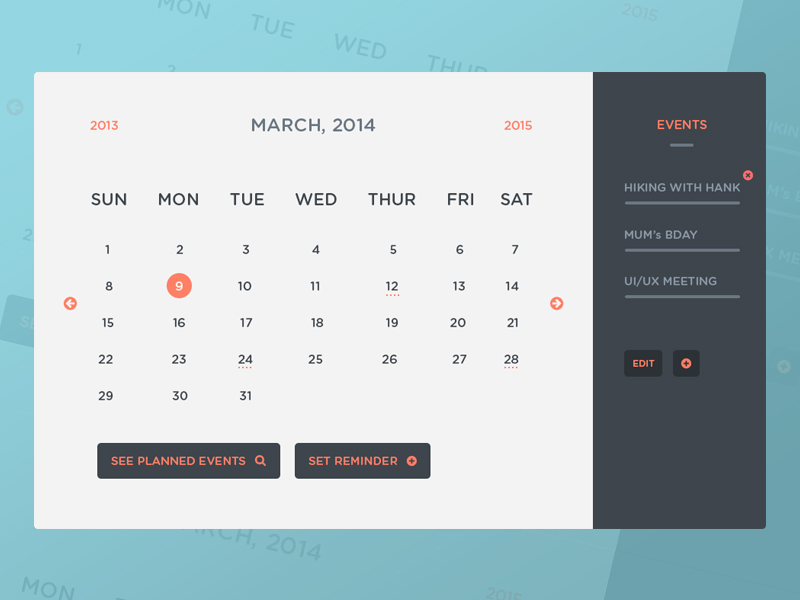 MON TUE WED THUR
2015
1
2
2013 MARCH, 2014 2015
SUN MON TUE WED THUR FRI SAT
1 2 3 4 5 6 7
8 9 10 11 12 13 14
15 16 17 18 19 20 21
22 23 24 25 26 27 28
29 30 31
SEE PLANNED EVENTS SET REMINDER
EVENTS
HIKING WITH HANK
MUM's BDAY
UI/UX MEETING
EDIT
MARCH, 2014
MON
2015